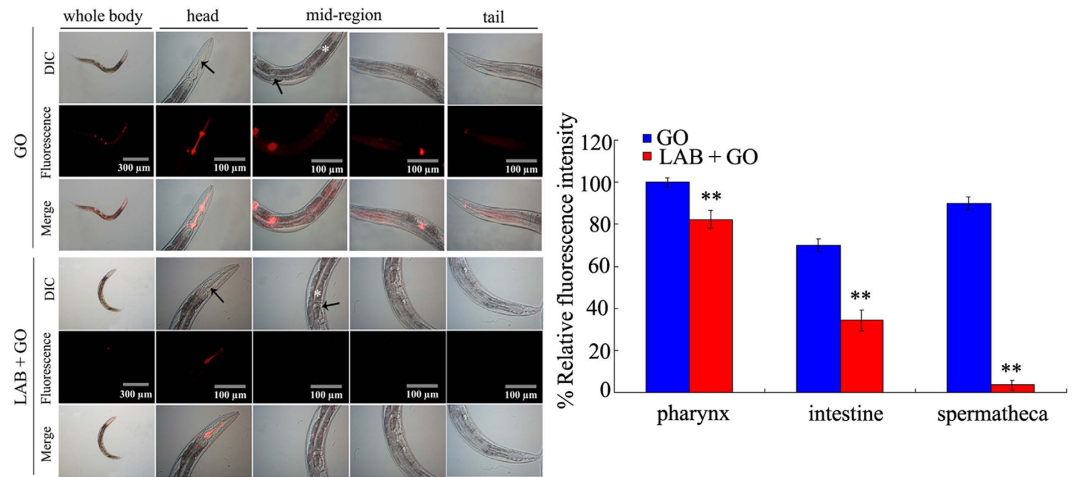 whole body head mid-region tail
GO
DIC
*
Fluorescence
300 µm 100 µm 100 µm 100 µm 100 µm
Merge
LAB + GO
DIC
*
Fluorescence
300 µm 100 µm 100 µm 100 µm 100 µm
Merge
% Relative fluorescence intensity
120
100
80
60
40
20
0
GO
LAB + GO
**
**
**
pharynx intestine spermatheca